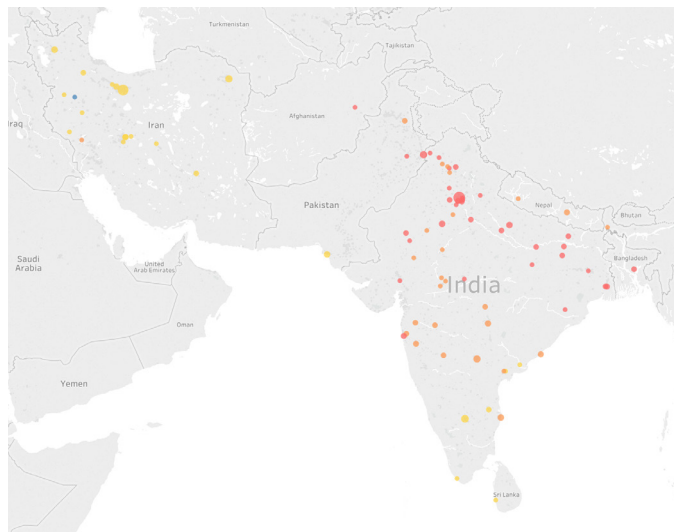 Turkmenistan
Tajikistan
Afghanistan
Iraq
Iran
Pakistan
Nepal
Bhutan
Bangladesh
Saudi
Arabia
United
Arab Emirates
India
Oman
Yemen
Sri Lanka